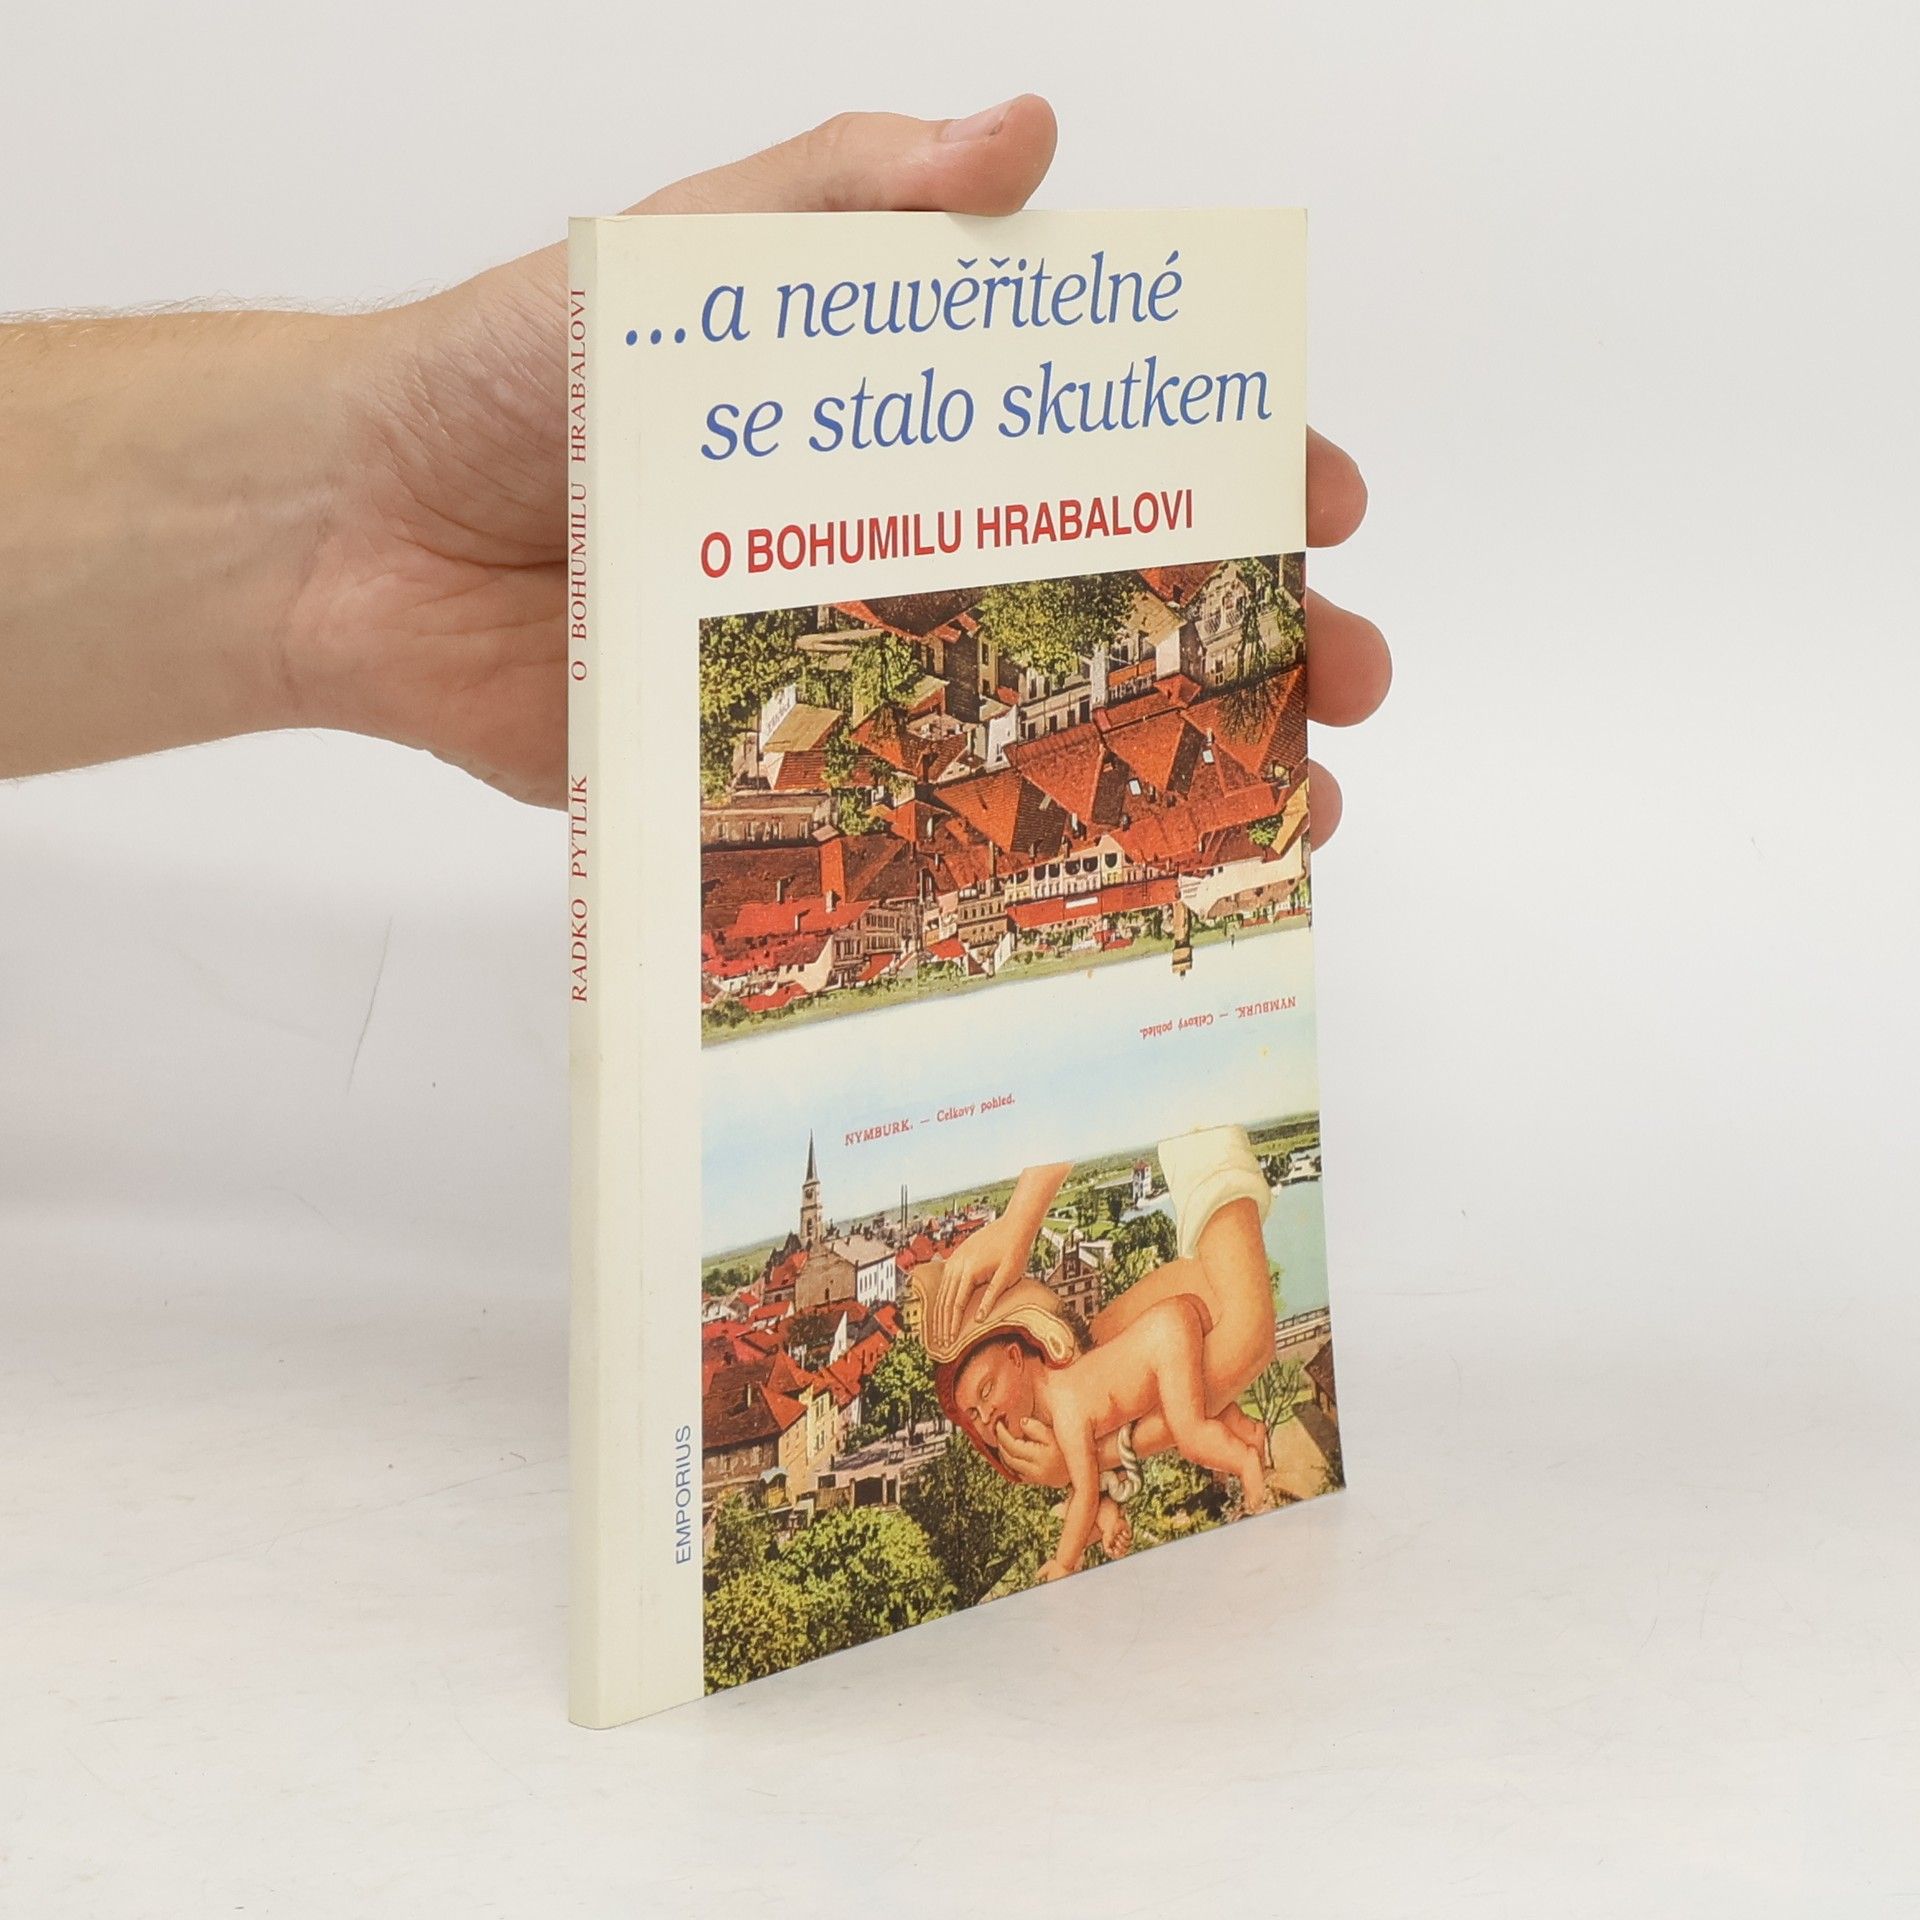 ...a neuvěřitelné
se stalo skutkem
O BOHUMILU HRABALOVI
NYMBURK. — Celkový pohled.
NYMBURK. — Celkový pohled.
EMPORIUS
RADKO PYTLÍK O BOHUMILU HRABALOVI